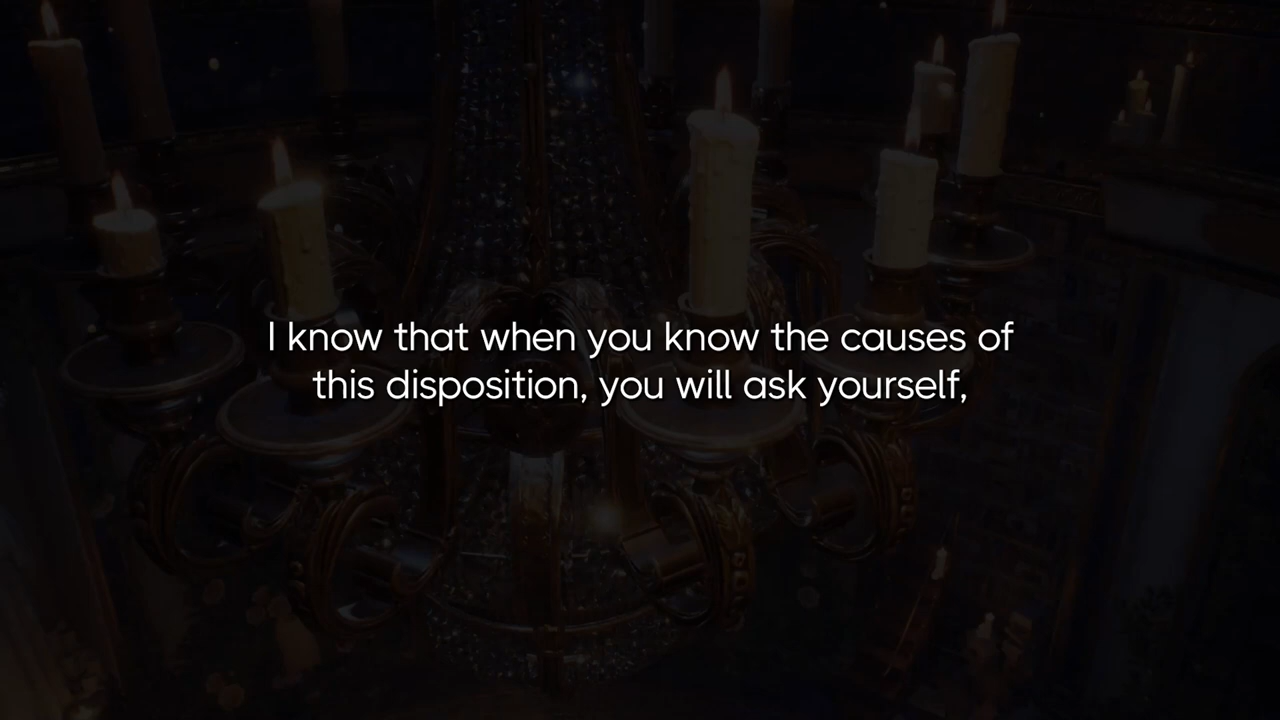 I know that when you know the causes of
this disposition, you will ask yourself,